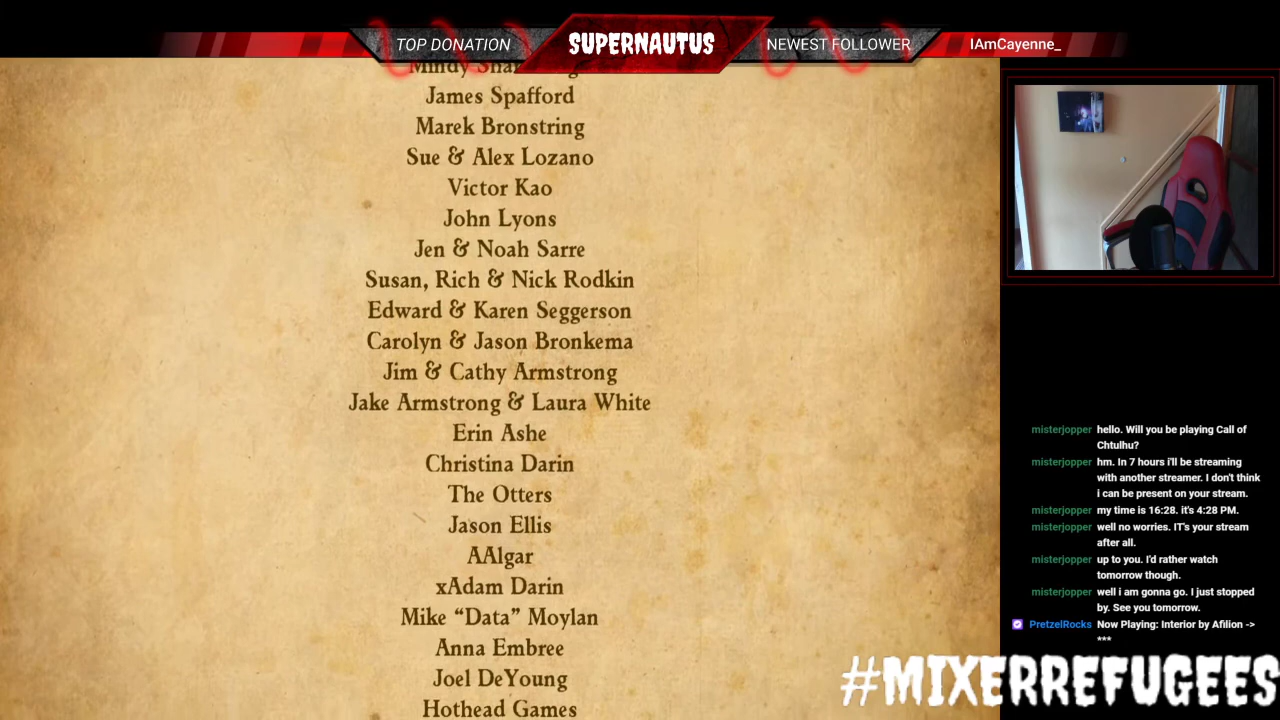 TOP DONATION
SUPERNAUTUS
NEWEST FOLLOWER
IAmCayenne_
Mindy
James Spafford
Marek Bronstring
Sue & Alex Lozano
Victor Kao
John Lyons
Jen & Noah Sarre
Susan, Rich & Nick Rodkin
Edward & Karen Seggerson
Carolyn & Jason Bronkema
Jim & Cathy Armstrong
Jake Armstrong & Laura White
Erin Ashe
Christina Darin
The Otters
Jason Ellis
AAlgar
xAdam Darin
Mike “Data” Moylan
Anna Embree
Joel DeYoung
Hothead Games
misterjopper hello. Will you be playing Call of
Chtulhu?
misterjopper hm. In 7 hours i'll be streaming
with another streamer. I don't think
i can be present on your stream.
misterjopper my time is 16:28. it's 4:28 PM.
misterjopper well no worries. IT's your stream
after all.
misterjopper up to you. I'd rather watch
tomorrow though.
misterjopper well i am gonna go. I just stopped
by. See you tomorrow.
PretzelRocks Now Playing: Interior by Afilion ->
***
#MIXERREFUGEES